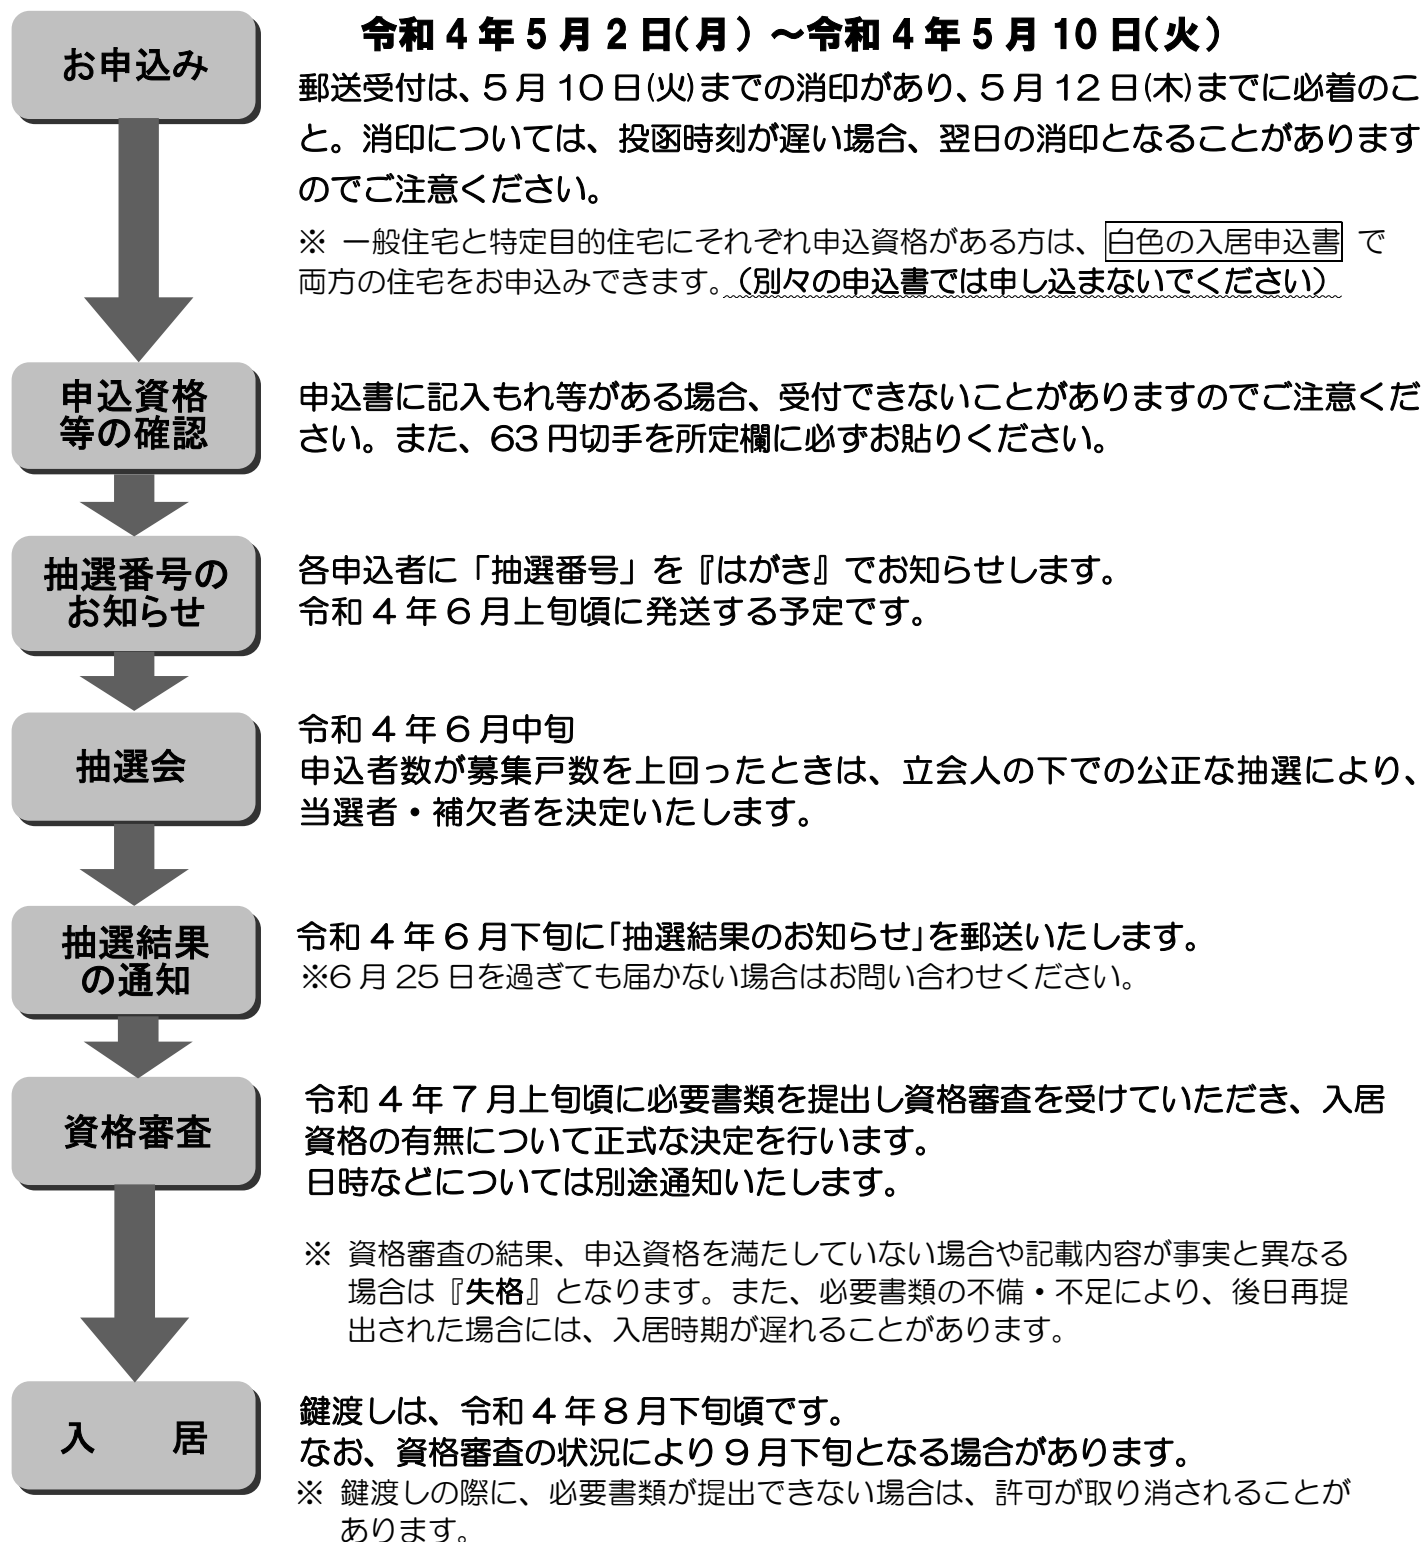 お申込み
令和４年５月２日(月）～令和４年５月10日(火）
郵送受付は、５月10日(火)までの消印があり、５月12日(木)までに必着のこ
と。消印については、投函時刻が遅い場合、翌日の消印となることがあります
のでご注意ください。
※ 一般住宅と特定目的住宅にそれぞれ申込資格がある方は、白色の入居申込書 で
両方の住宅をお申込みできます。（別々の申込書では申し込まないでください）
申込資格
等の確認
申込書に記入もれ等がある場合、受付できないことがありますのでご注意くだ
さい。また、63円切手を所定欄に必ずお貼りください。
抽選番号の
お知らせ
各申込者に「抽選番号」を『はがき』でお知らせします。
令和４年６月上旬頃に発送する予定です。
抽選会
令和４年６月中旬
申込者数が募集戸数を上回ったときは、立会人の下での公正な抽選により、
当選者・補欠者を決定いたします。
抽選結果
の通知
令和４年６月下旬に「抽選結果のお知らせ」を郵送いたします。
※6月25日を過ぎても届かない場合はお問い合わせください。
資格審査
令和４年７月上旬頃に必要書類を提出し資格審査を受けていただき、入居
資格の有無について正式な決定を行います。
日時などについては別途通知いたします。
※ 資格審査の結果、申込資格を満たしていない場合や記載内容が事実と異なる
場合は『失格』となります。また、必要書類の不備・不足により、後日再提
出された場合には、入居時期が遅れることがあります。
入　居
鍵渡しは、令和４年８月下旬頃です。
なお、資格審査の状況により９月下旬となる場合があります。
※ 鍵渡しの際に、必要書類が提出できない場合は、許可が取り消されることが
あります。